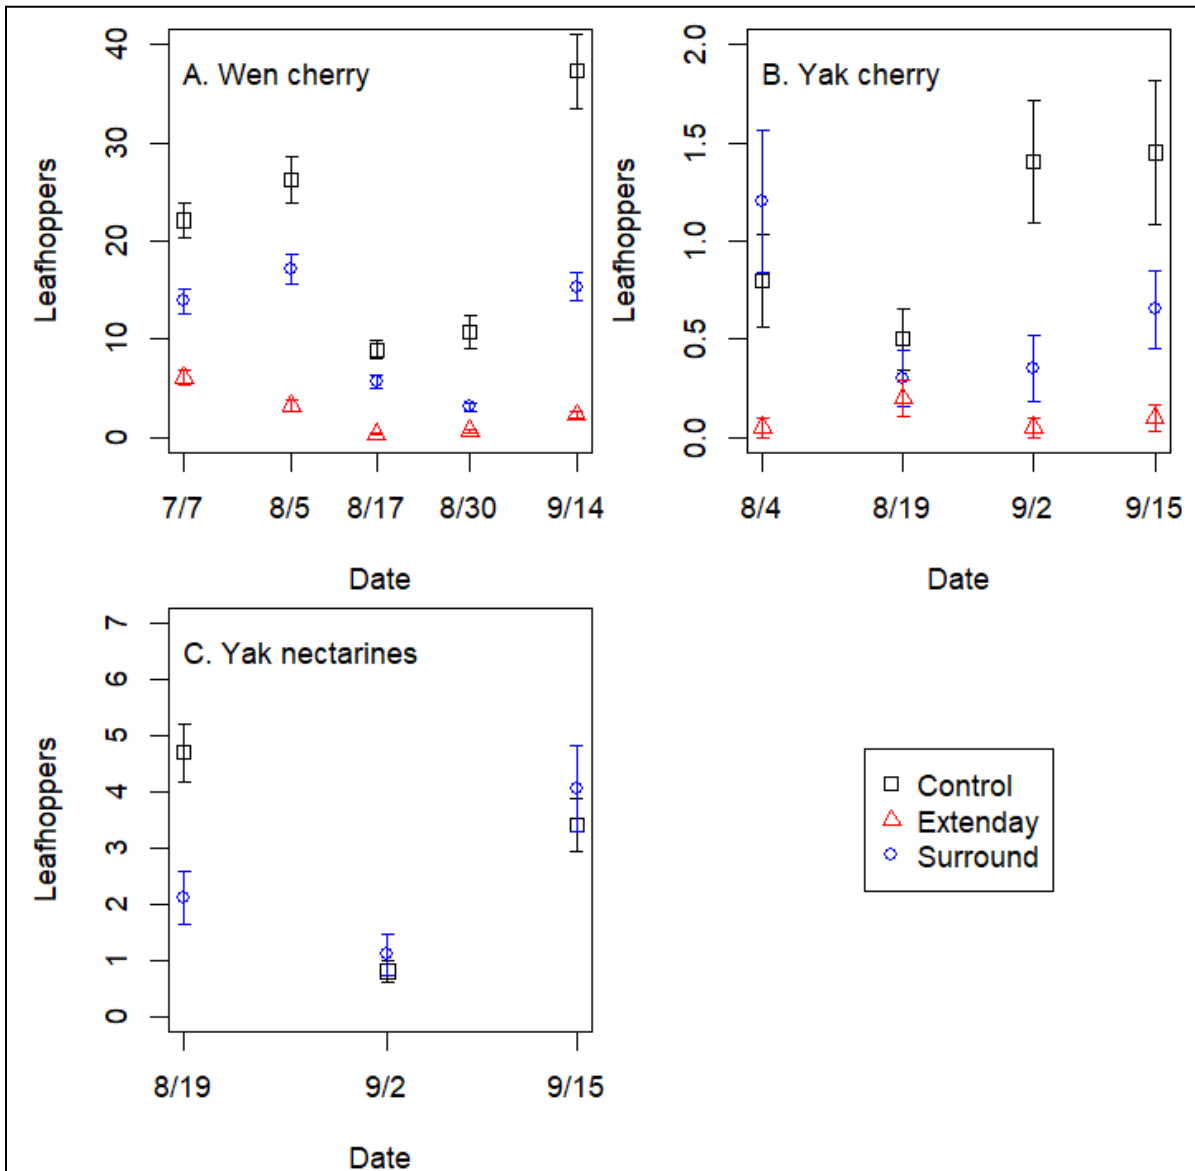 A. Wen cherry
Leafhoppers
40
30
20
10
0
7/7 8/5 8/17 8/30 9/14
Date
B. Yak cherry
Leafhoppers
2.0
1.5
1.0
0.5
0.0
8/4 8/19 9/2 9/15
Date
C. Yak nectarines
Leafhoppers
7
6
5
4
3
2
1
0
8/19 9/2 9/15
Date
Control
Extenday
Surround